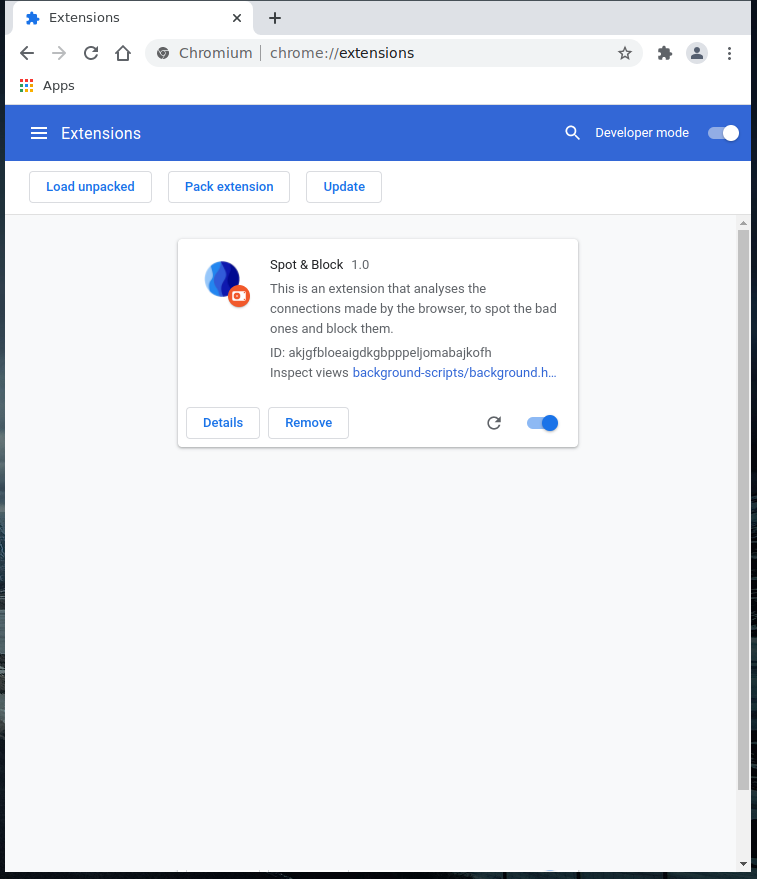 Extensions
Chromium | chrome://extensions
Apps
Extensions
Developer mode
Load unpacked
Pack extension
Update
Spot & Block 1.0
This is an extension that analyses the
connections made by the browser, to spot the bad
ones and block them.
ID: akjgfbloeaigdkgbpppeljomabajkofh
Inspect views background-scripts/background.h...
Details
Remove